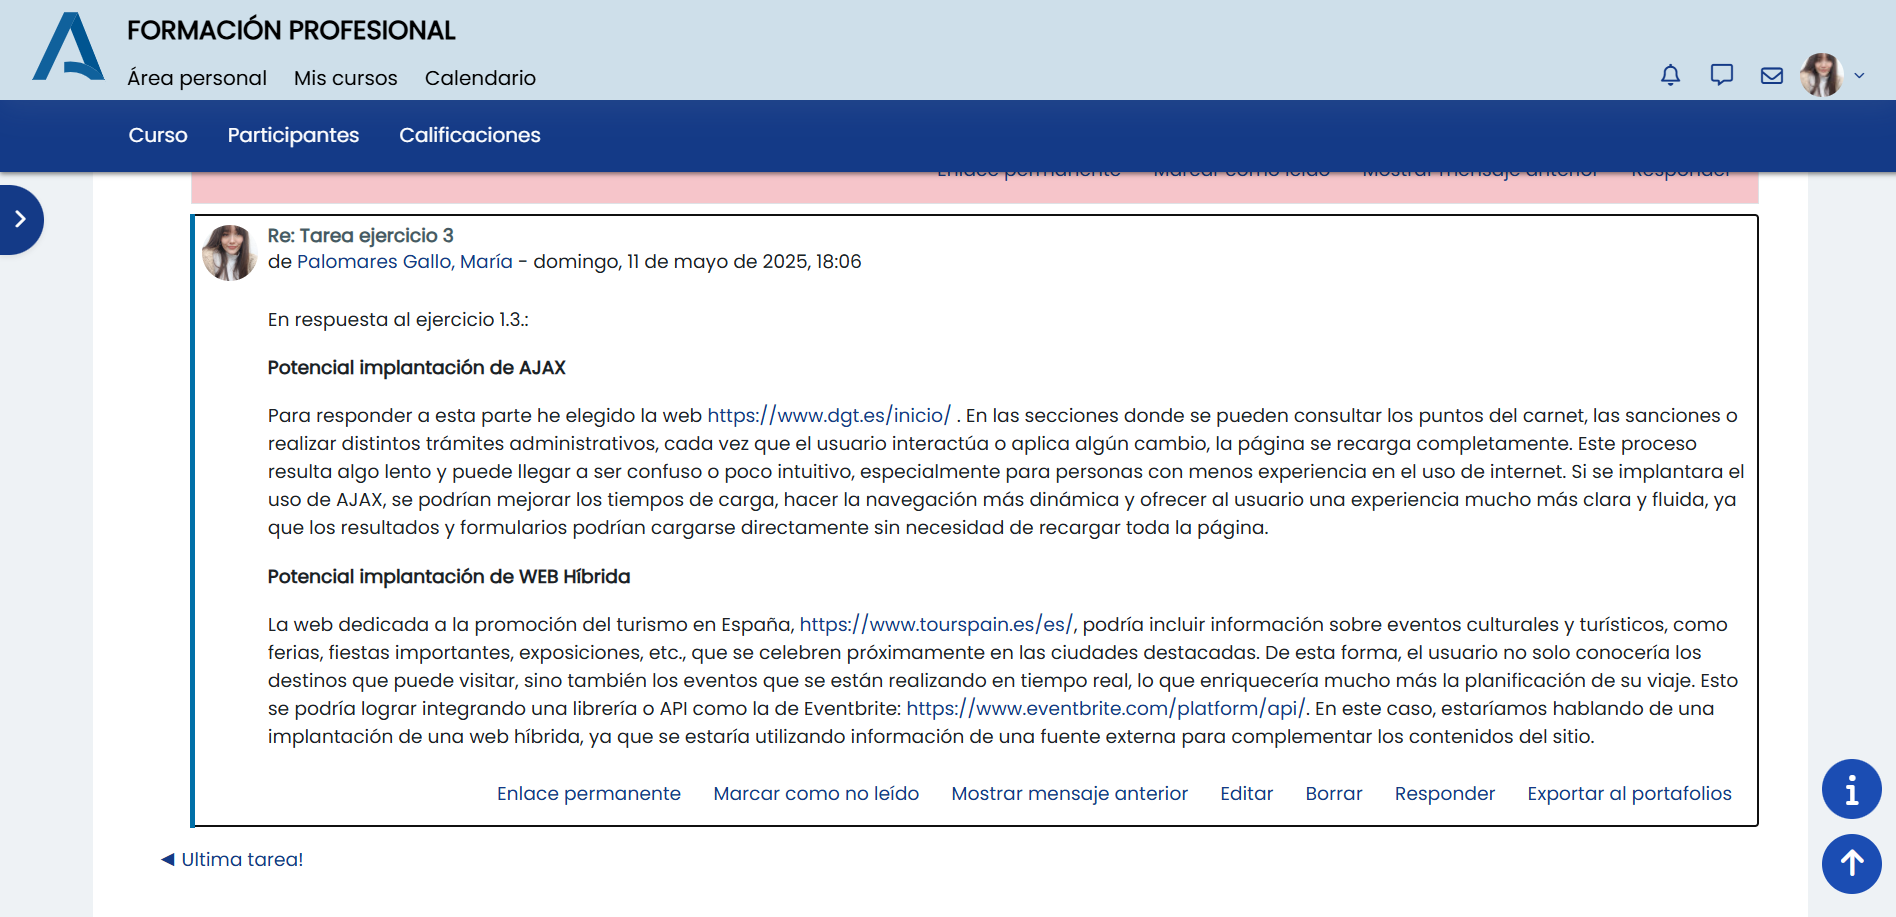 FORMACIÓN PROFESIONAL
Área personal Mis cursos Calendario
Curso Participantes Calificaciones
Enlace permanente Marcar como no leído Mostrar mensaje anterior Responder
Re: Tarea ejercicio 3
de Palomares Gallo, María - domingo, 11 de mayo de 2025, 18:06
En respuesta al ejercicio 1.3.:
Potencial implantación de AJAX
Para responder a esta parte he elegido la web https://www.dgt.es/inicio/ . En las secciones donde se pueden consultar los puntos del carnet, las sanciones o
realizar distintos trámites administrativos, cada vez que el usuario interactúa o aplica algún cambio, la página se recarga completamente. Este proceso
resulta algo lento y puede llegar a ser confuso o poco intuitivo, especialmente para personas con menos experiencia en el uso de internet. Si se implantara el
uso de AJAX, se podrían mejorar los tiempos de carga, hacer la navegación más dinámica y ofrecer al usuario una experiencia mucho más clara y fluida, ya
que los resultados y formularios podrían cargarse directamente sin necesidad de recargar toda la página.
Potencial implantación de WEB Híbrida
La web dedicada a la promoción del turismo en España, https://www.tourspain.es/es/, podría incluir información sobre eventos culturales y turísticos, como
ferias, fiestas importantes, exposiciones, etc., que se celebren próximamente en las ciudades destacadas. De esta forma, el usuario no solo conocería los
destinos que puede visitar, sino también los eventos que se están realizando en tiempo real, lo que enriquecería mucho más la planificación de su viaje. Esto
se podría lograr integrando una librería o API como la de Eventbrite: https://www.eventbrite.com/platform/api/. En este caso, estaríamos hablando de una
implantación de una web híbrida, ya que se estaría utilizando información de una fuente externa para complementar los contenidos del sitio.
Enlace permanente Marcar como no leído Mostrar mensaje anterior Editar Borrar Responder Exportar al portafolios
◀ Ultima tarea!